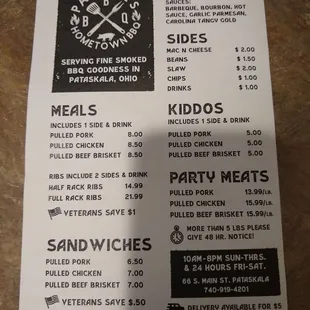 P
B B
Q
HOMETOWN BBQ
SERVING FINE SMOKED
BBQ GOODNESS IN
PATASKALA, OHIO
MEALS
INCLUDES 1 SIDE & DRINK
PULLED PORK 8.00
PULLED CHICKEN 8.50
PULLED BEEF BRISKET 8.50
RIBS INCLUDE 2 SIDES & DRINK
HALF RACK RIBS 14.99
FULL RACK RIBS 21.99
VETERANS SAVE $1
SANDWICHES
PULLED PORK 6.50
PULLED CHICKEN 7.00
PULLED BEEF BRISKET 7.00
VETERANS SAVE $.50
SAUCES:
BARBEQUE, BOURBON, HOT
SAUCE, GARLIC PARMESAN,
CAROLINA TANGY GOLD
SIDES
MAC N CHEESE $ 2.00
BEANS $ 1.50
SLAW $ 2.00
CHIPS $ 1.00
DRINKS $ 1.00
KIDDOS
INCLUDES 1 SIDE & DRINK
PULLED PORK 5.00
PULLED CHICKEN 5.00
PULLED BEEF BRISKET 5.00
PARTY MEATS
PULLED PORK 13.99/LB.
PULLED CHICKEN 15.99/LB.
PULLED BEEF BRISKET 15.99/LB.
MORE THAN 5 LBS PLEASE
GIVE 48 HR. NOTICE!
10AM-8PM SUN-THRS.
& 24 HOURS FRI-SAT.
66 S. MAIN ST. PATASKALA
740-919-4201
DELIVERY AVAILABLE FOR $5